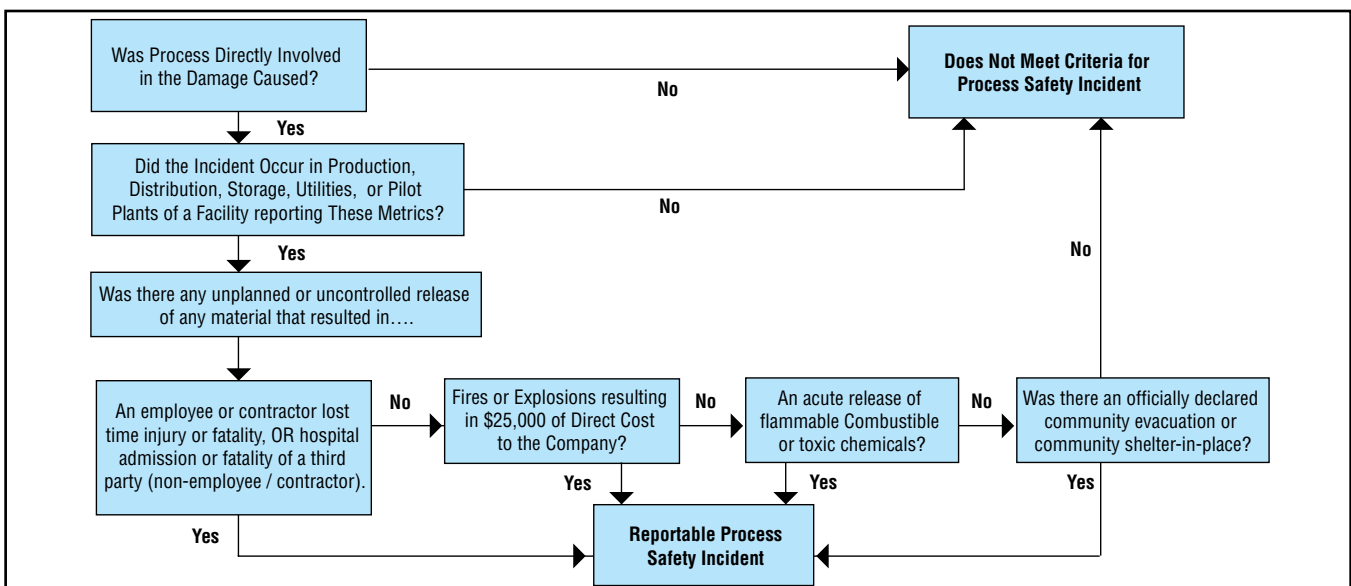 Was Process Directly Involved
in the Damage Caused?
No
Does Not Meet Criteria for
Process Safety Incident
Yes
Did the Incident Occur in Production,
Distribution, Storage, Utilities, or Pilot
Plants of a Facility reporting These Metrics?
No
Yes
No
Was there any unplanned or uncontrolled release
of any material that resulted in….
An employee or contractor lost
time injury or fatality, OR hospital
admission or fatality of a third
party (non-employee / contractor).
No
Fires or Explosions resulting
in $25,000 of Direct Cost
to the Company?
No
An acute release of
flammable Combustible
or toxic chemicals?
No
Was there an officially declared
community evacuation or
community shelter-in-place?
Yes
Yes
Yes
Yes
Reportable Process
Safety Incident